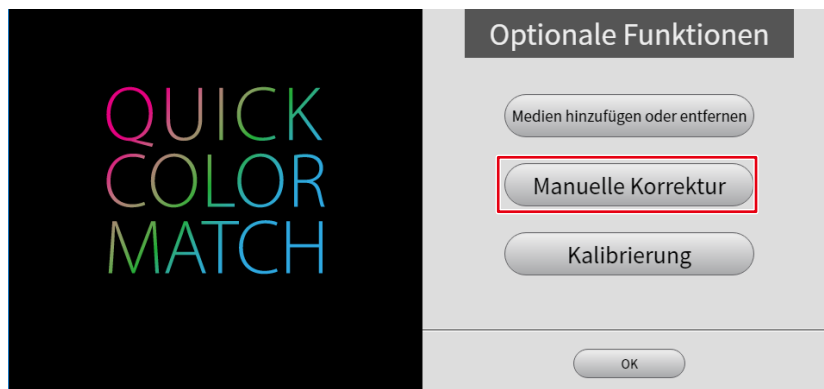 QUICK
COLOR
MATCH
Optionale Funktionen
Medien hinzufügen oder entfernen
Manuelle Korrektur
Kalibrierung
OK